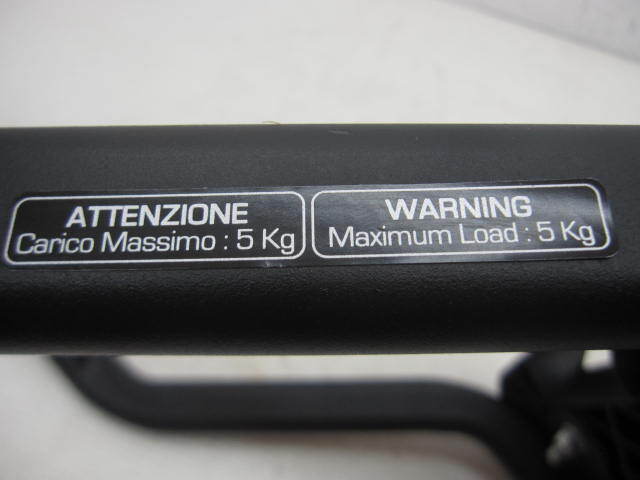 ATTENZIONE
Carico Massimo : 5 Kg
WARNING
Maximum Load : 5 Kg